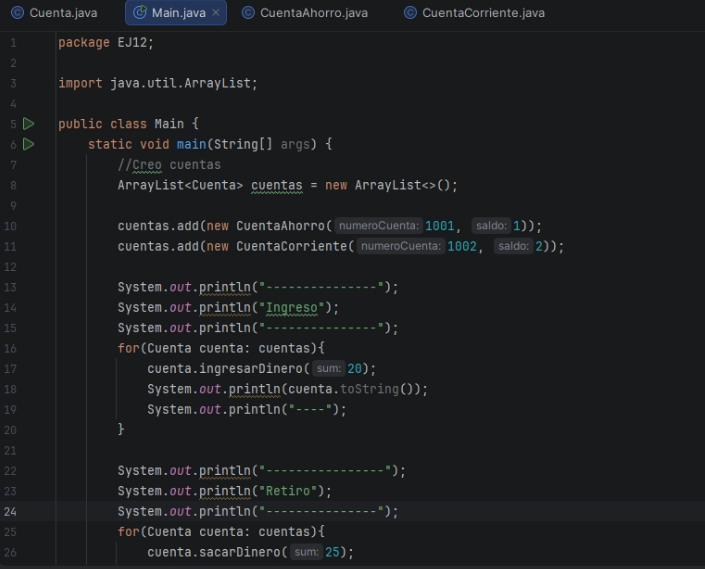 Cuenta.java Main.java × CuentaAhorro.java CuentaCorriente.java
1 package EJ12;
2
3 import java.util.ArrayList;
4
5 public class Main {
6 static void main(String[] args) {
7 //Creo cuentas
8 ArrayList<Cuenta> cuentas = new ArrayList<>();
9
10 cuentas.add(new CuentaAhorro( numeroCuenta: 1001, saldo: 1));
11 cuentas.add(new CuentaCorriente( numeroCuenta: 1002, saldo: 2));
12
13 System.out.println("---------------");
14 System.out.println("Ingreso");
15 System.out.println("---------------");
16 for(Cuenta cuenta: cuentas){
17 cuenta.ingresarDinero( sum: 20);
18 System.out.println(cuenta.toString());
19 System.out.println("----");
20 }
21
22 System.out.println("----------------");
23 System.out.println("Retiro");
24 System.out.println("---------------");
25 for(Cuenta cuenta: cuentas){
26 cuenta.sacarDinero( sum: 25);